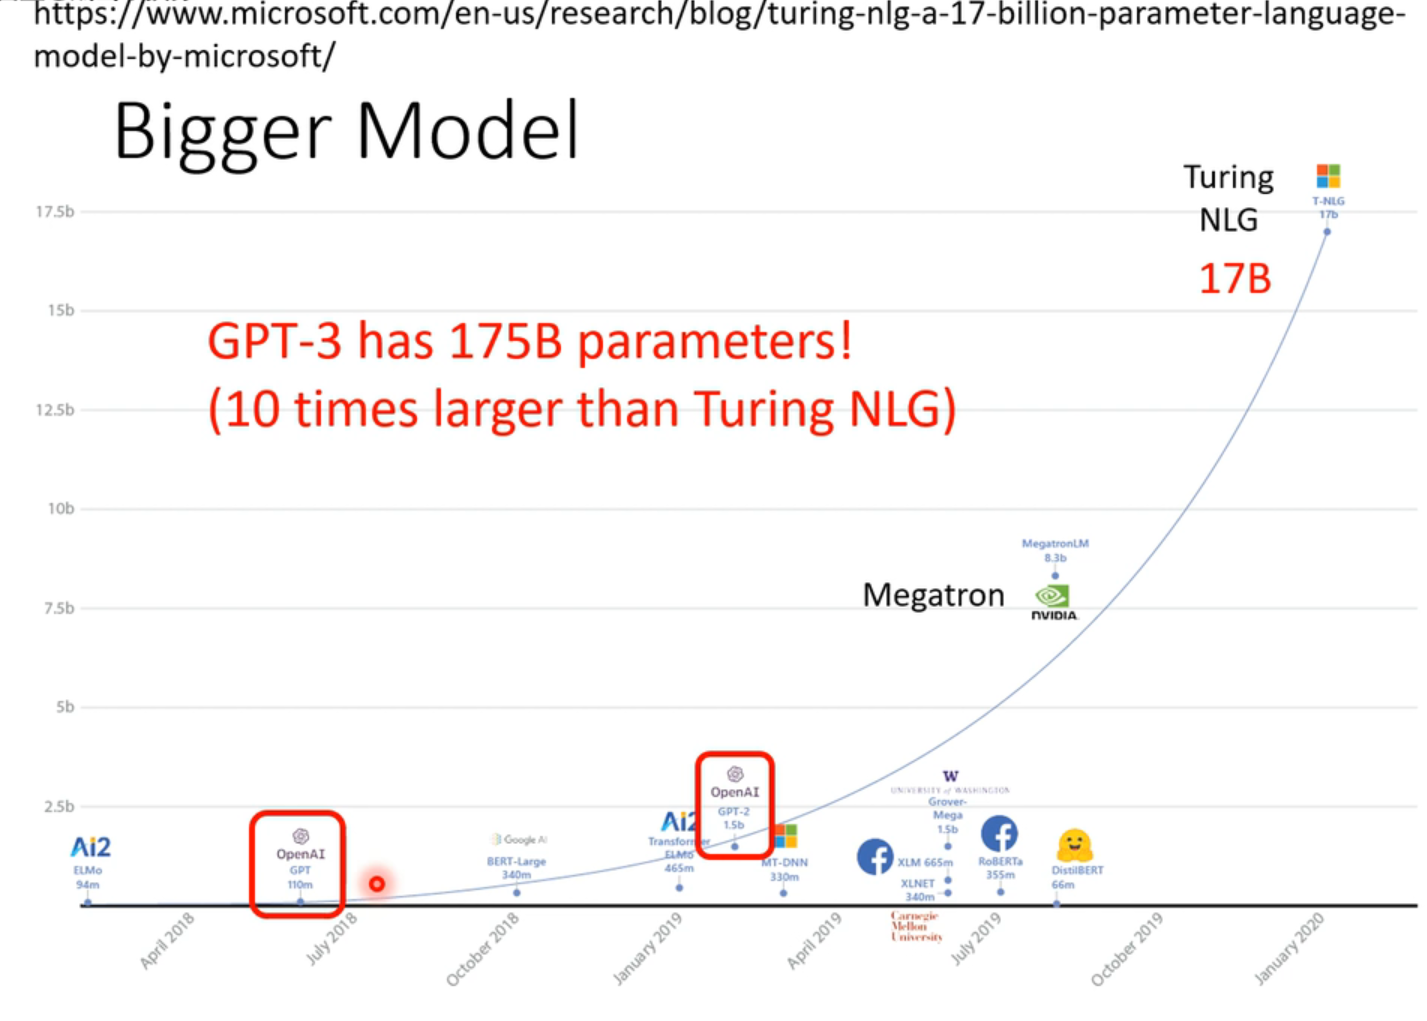 https://www.microsoft.com/en-us/research/blog/turing-nlg-a-17-billion-parameter-language-
model-by-microsoft/
Bigger Model
Turing
NLG
17B
T-NLG
17b
17.5b
15b
12.5b
10b
7.5b
5b
2.5b
GPT-3 has 175B parameters!
(10 times larger than Turing NLG)
MegatronLM
8.3b
Megatron
NVIDIA
Ai2
ELMo
94m
OpenAI
GPT
110m
Google AI
BERT-Large
340m
Ai2
Transformer
ELMo
465m
OpenAI
GPT-2
1.5b
MT-DNN
330m
W
UNIVERSITY of WASHINGTON
Grover-
Mega
1.5b
XLM 665m
XLNET
340m
Carnegie
Mellon
University
RoBERTa
355m
DistilBERT
66m
April 2018
July 2018
October 2018
January 2019
April 2019
July 2019
October 2019
January 2020